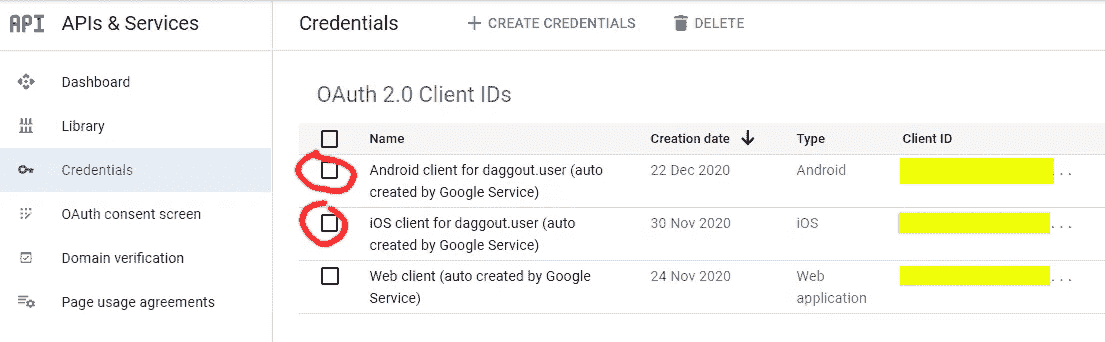 API APIs & Services
Credentials
CREATE CREDENTIALS
DELETE
Dashboard
Library
Credentials
OAuth consent screen
Domain verification
Page usage agreements
OAuth 2.0 Client IDs
Name Creation date Type Client ID
Android client for daggout.user (auto 22 Dec 2020 Android ...
created by Google Service)
iOS client for daggout.user (auto 30 Nov 2020 iOS ...
created by Google Service)
Web client (auto created by Google 24 Nov 2020 Web ...
Service) application